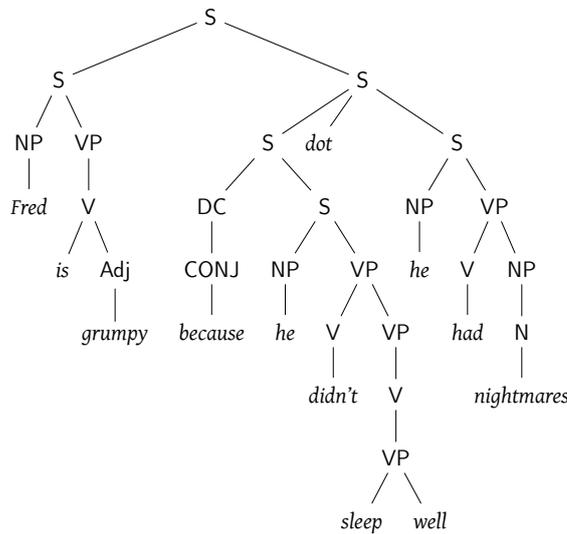 S
S S
NP VP S dot S
Fred V DC S NP VP
is Adj CONJ NP VP he V NP
grumpy because he V VP had N
didn't V nightmares
VP
sleep well